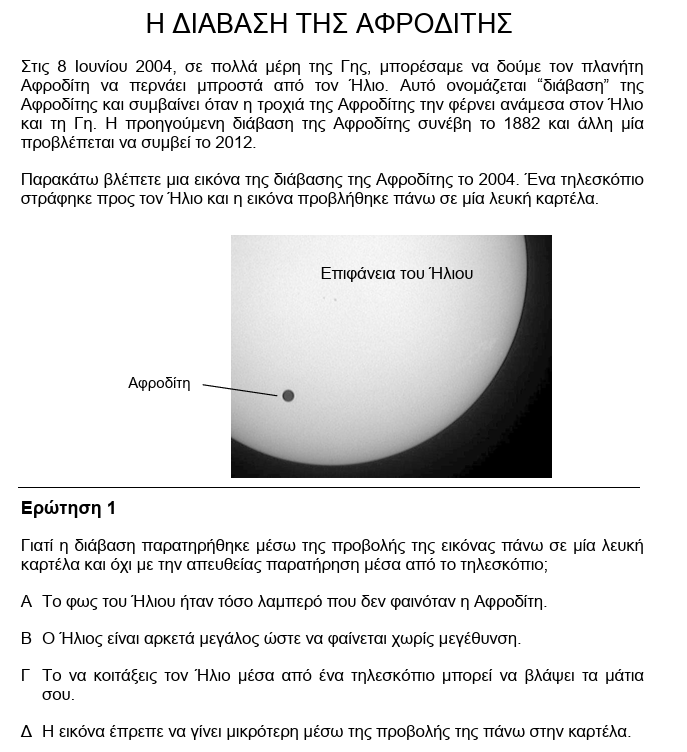 Η ΔΙΑΒΑΣΗ ΤΗΣ ΑΦΡΟΔΙΤΗΣ
Στις 8 Ιουνίου 2004, σε πολλά μέρη της Γης, μπορέσαμε να δούμε τον πλανήτη
Αφροδίτη να περνάει μπροστά από τον Ήλιο. Αυτό ονομάζεται “διάβαση” της
Αφροδίτης και συμβαίνει όταν η τροχιά της Αφροδίτης την φέρνει ανάμεσα στον Ήλιο
και τη Γη. Η προηγούμενη διάβαση της Αφροδίτης συνέβη το 1882 και άλλη μία
προβλέπεται να συμβεί το 2012.
Παρακάτω βλέπετε μια εικόνα της διάβασης της Αφροδίτης το 2004. Ένα τηλεσκόπιο
στράφηκε προς τον Ήλιο και η εικόνα προβλήθηκε πάνω σε μία λευκή καρτέλα.
Επιφάνεια του Ήλιου
Αφροδίτη
Ερώτηση 1
Γιατί η διάβαση παρατηρήθηκε μέσω της προβολής της εικόνας πάνω σε μία λευκή
καρτέλα και όχι με την απευθείας παρατήρηση μέσα από το τηλεσκόπιο;
Α Το φως του Ήλιου ήταν τόσο λαμπερό που δεν φαινόταν η Αφροδίτη.
Β Ο Ήλιος είναι αρκετά μεγάλος ώστε να φαίνεται χωρίς μεγέθυνση.
Γ Το να κοιτάξεις τον Ήλιο μέσα από ένα τηλεσκόπιο μπορεί να βλάψει τα μάτια
σου.
Δ Η εικόνα έπρεπε να γίνει μικρότερη μέσω της προβολής της πάνω στην καρτέλα.